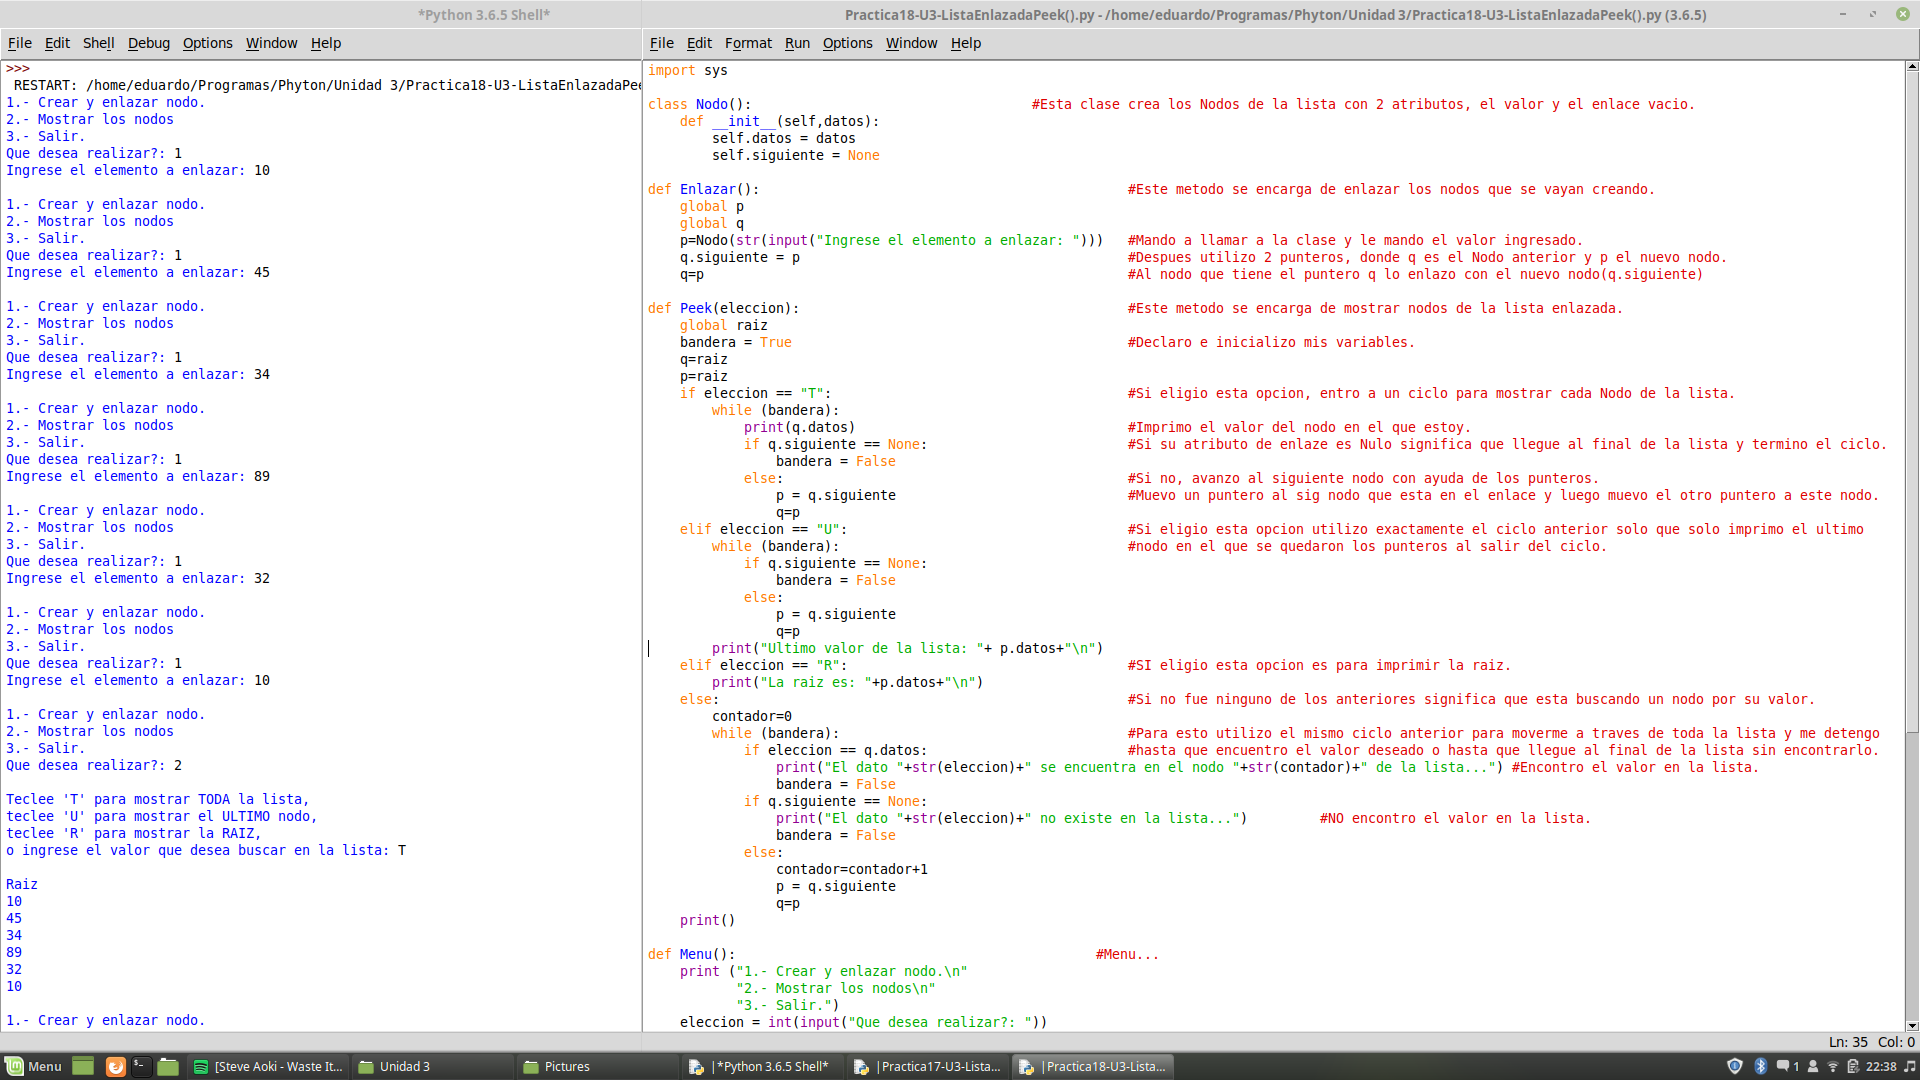 *Python 3.6.5 Shell*
File Edit Shell Debug Options Window Help
>>>
 RESTART: /home/eduardo/Programas/Phyton/Unidad 3/Practica18-U3-ListaEnlazadaPee
1.- Crear y enlazar nodo.
2.- Mostrar los nodos
3.- Salir.
Que desea realizar?: 1
Ingrese el elemento a enlazar: 10

1.- Crear y enlazar nodo.
2.- Mostrar los nodos
3.- Salir.
Que desea realizar?: 1
Ingrese el elemento a enlazar: 45

1.- Crear y enlazar nodo.
2.- Mostrar los nodos
3.- Salir.
Que desea realizar?: 1
Ingrese el elemento a enlazar: 34

1.- Crear y enlazar nodo.
2.- Mostrar los nodos
3.- Salir.
Que desea realizar?: 1
Ingrese el elemento a enlazar: 89

1.- Crear y enlazar nodo.
2.- Mostrar los nodos
3.- Salir.
Que desea realizar?: 1
Ingrese el elemento a enlazar: 32

1.- Crear y enlazar nodo.
2.- Mostrar los nodos
3.- Salir.
Que desea realizar?: 1
Ingrese el elemento a enlazar: 10

1.- Crear y enlazar nodo.
2.- Mostrar los nodos
3.- Salir.
Que desea realizar?: 2

Teclee 'T' para mostrar TODA la lista,
teclee 'U' para mostrar el ULTIMO nodo,
teclee 'R' para mostrar la RAIZ,
o ingrese el valor que desea buscar en la lista: T

Raiz
10
45
34
89
32
10

1.- Crear y enlazar nodo.
Practica18-U3-ListaEnlazadaPeek().py - /home/eduardo/Programas/Phyton/Unidad 3/Practica18-U3-ListaEnlazadaPeek().py (3.6.5)
File Edit Format Run Options Window Help
import sys

class Nodo(): #Esta clase crea los Nodos de la lista con 2 atributos, el valor y el enlace vacio.
    def __init__(self,datos):
        self.datos = datos
        self.siguiente = None

def Enlazar(): #Este metodo se encarga de enlazar los nodos que se vayan creando.
    global p
    global q
    p=Nodo(str(input("Ingrese el elemento a enlazar: "))) #Mando a llamar a la clase y le mando el valor ingresado.
    q.siguiente = p #Despues utilizo 2 punteros, donde q es el Nodo anterior y p el nuevo nodo.
    q=p #Al nodo que tiene el puntero q lo enlazo con el nuevo nodo(q.siguiente)

def Peek(eleccion): #Este metodo se encarga de mostrar nodos de la lista enlazada.
    global raiz
    bandera = True #Declaro e inicializo mis variables.
    q=raiz
    p=raiz
    if eleccion == "T": #Si eligio esta opcion, entro a un ciclo para mostrar cada Nodo de la lista.
        while (bandera):
            print(q.datos) #Imprimo el valor del nodo en el que estoy.
            if q.siguiente == None: #Si su atributo de enlaze es Nulo significa que llegue al final de la lista y termino el ciclo.
                bandera = False
            else: #Si no, avanzo al siguiente nodo con ayuda de los punteros.
                p = q.siguiente #Muevo un puntero al sig nodo que esta en el enlace y luego muevo el otro puntero a este nodo.
                q=p
    elif eleccion == "U": #Si eligio esta opcion utilizo exactamente el ciclo anterior solo que solo imprimo el ultimo
        while (bandera): #nodo en el que se quedaron los punteros al salir del ciclo.
            if q.siguiente == None:
                bandera = False
            else:
                p = q.siguiente
                q=p
        print("Ultimo valor de la lista: "+ p.datos+"\n")
    elif eleccion == "R": #SI eligio esta opcion es para imprimir la raiz.
        print("La raiz es: "+p.datos+"\n")
    else: #Si no fue ninguno de los anteriores significa que esta buscando un nodo por su valor.
        contador=0
        while (bandera): #Para esto utilizo el mismo ciclo anterior para moverme a traves de toda la lista y me detengo
            if eleccion == q.datos: #hasta que encuentro el valor deseado o hasta que llegue al final de la lista sin encontrarlo.
                print("El dato "+str(eleccion)+" se encuentra en el nodo "+str(contador)+" de la lista...") #Encontro el valor en la lista.
                bandera = False
            if q.siguiente == None:
                print("El dato "+str(eleccion)+" no existe en la lista...") #NO encontro el valor en la lista.
                bandera = False
            else:
                contador=contador+1
                p = q.siguiente
                q=p
    print()

def Menu(): #Menu...
    print ("1.- Crear y enlazar nodo.\n"
           "2.- Mostrar los nodos\n"
           "3.- Salir.")
    eleccion = int(input("Que desea realizar?: "))
Ln: 35 Col: 0
Menu [Steve Aoki - Waste It... Unidad 3 Pictures |*Python 3.6.5 Shell* |Practica17-U3-Lista... |Practica18-U3-Lista... 1 22:38